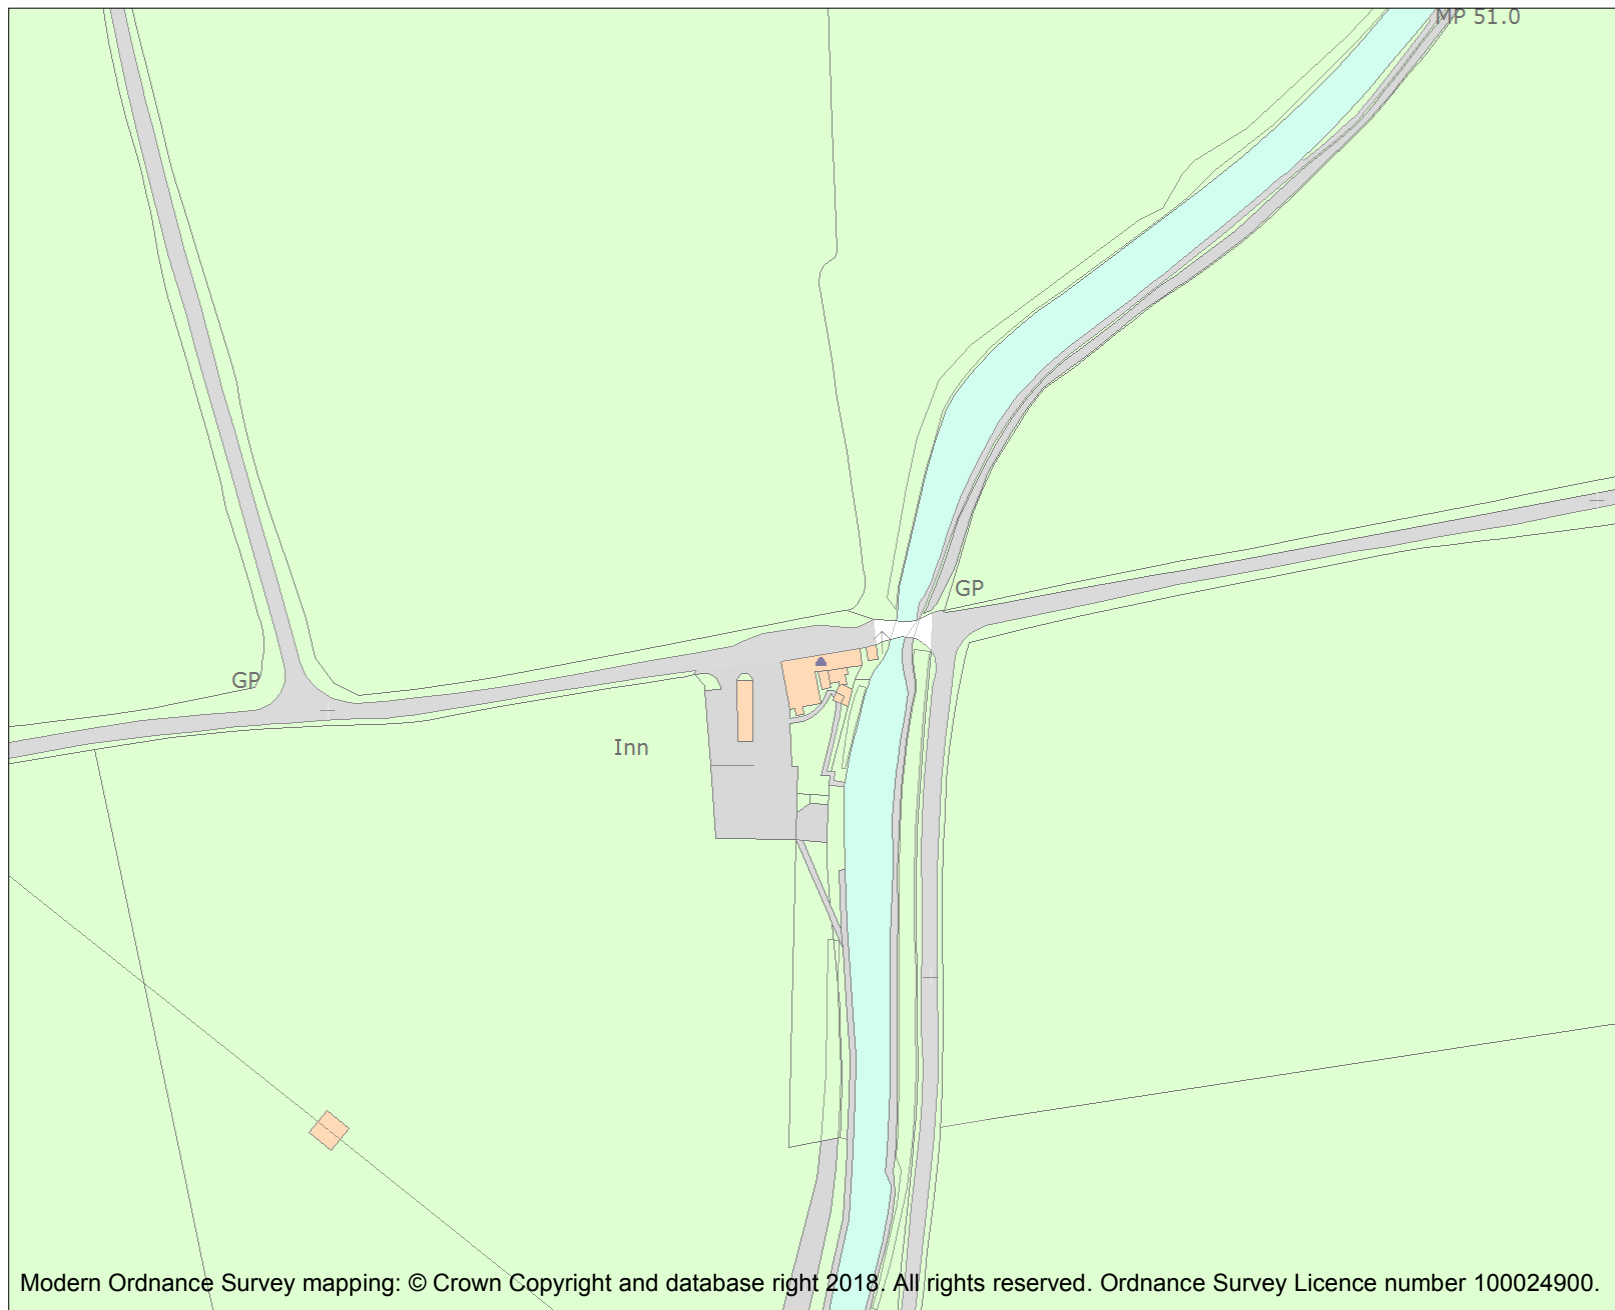 MP 51.0
GP
GP
Inn
Modern Ordnance Survey mapping: © Crown Copyright and database right 2018. All rights reserved. Ordnance Survey Licence number 100024900.